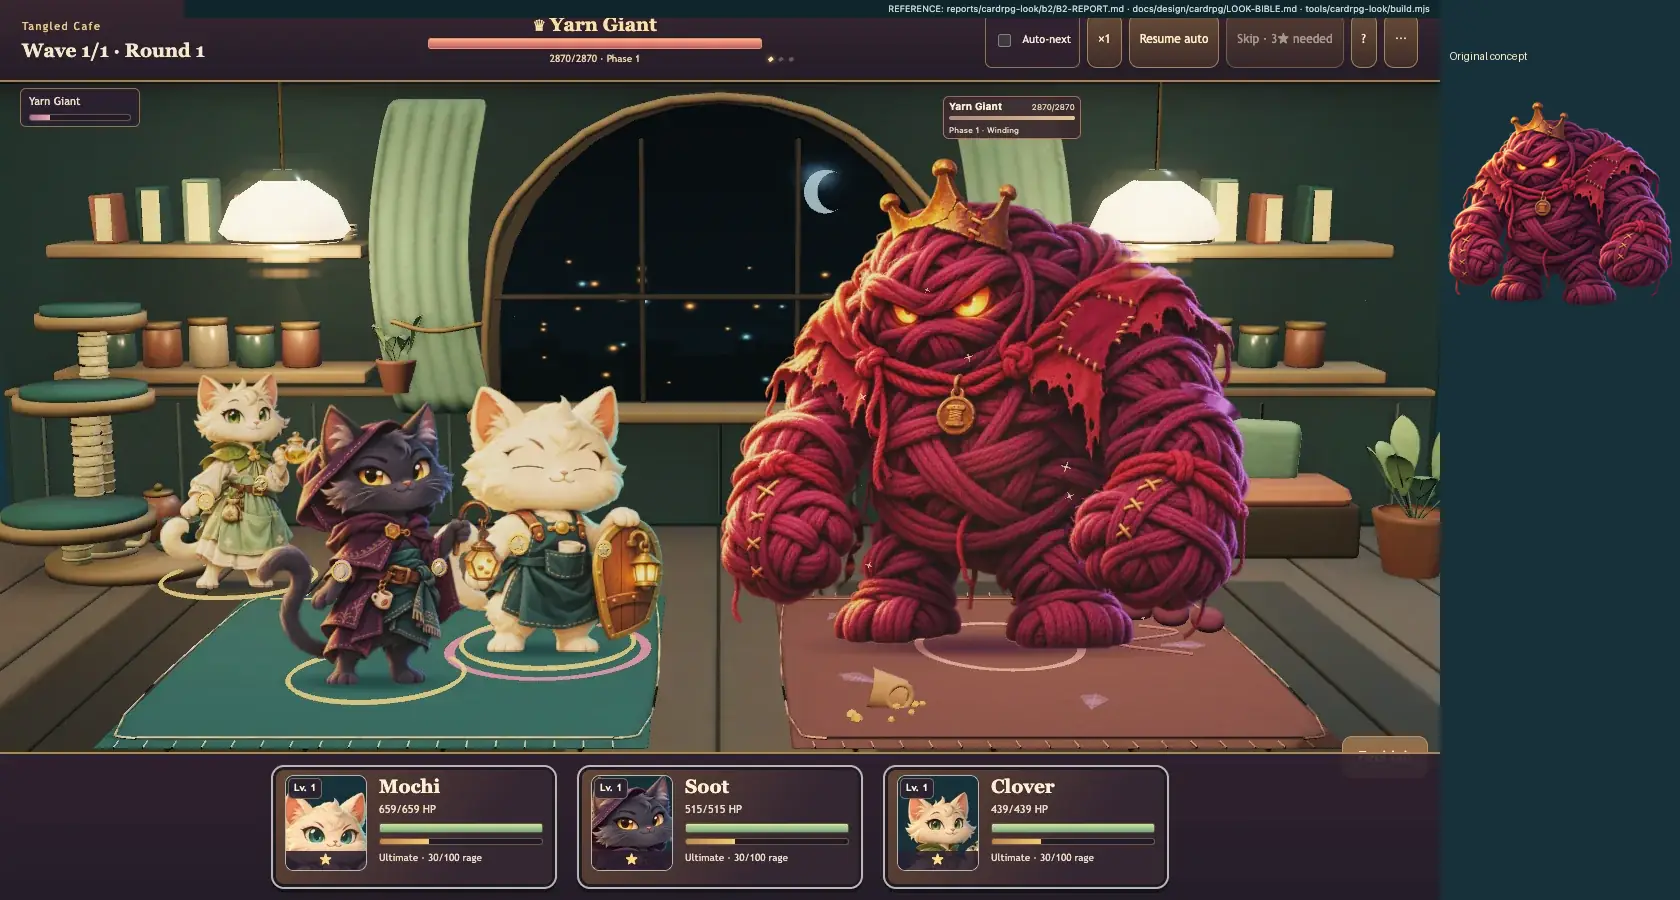 REFERENCE: reports/cardrpg-look/b2/B2-REPORT.md · docs/design/cardrpg/LOOK-BIBLE.md · tools/cardrpg-look/build.mjs
Tangled Cafe
Wave 1/1 · Round 1
Yarn Giant
2870/2870 · Phase 1
Auto-next
×1
Resume auto
Skip · 3★ needed
?
...
Original concept
Yarn Giant
Yarn Giant 2870/2870
Phase 1 · Winding
Lv. 1
Mochi
659/659 HP
Ultimate · 30/100 rage
Lv. 1
Soot
515/515 HP
Ultimate · 30/100 rage
Lv. 1
Clover
439/439 HP
Ultimate · 30/100 rage